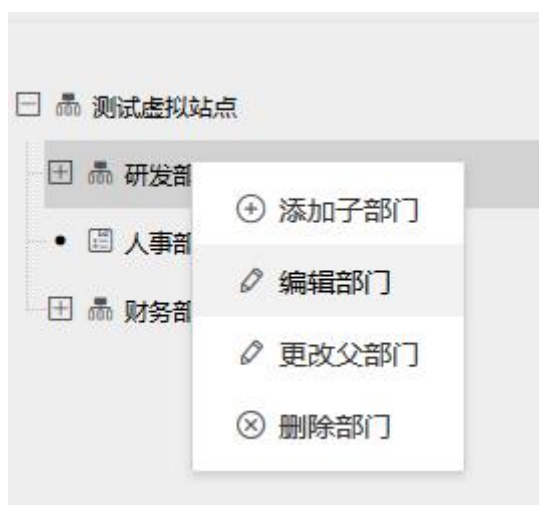 测试虚拟站点
研发部
添加子部门
人事部
编辑部门
财务部
更改父部门
删除部门